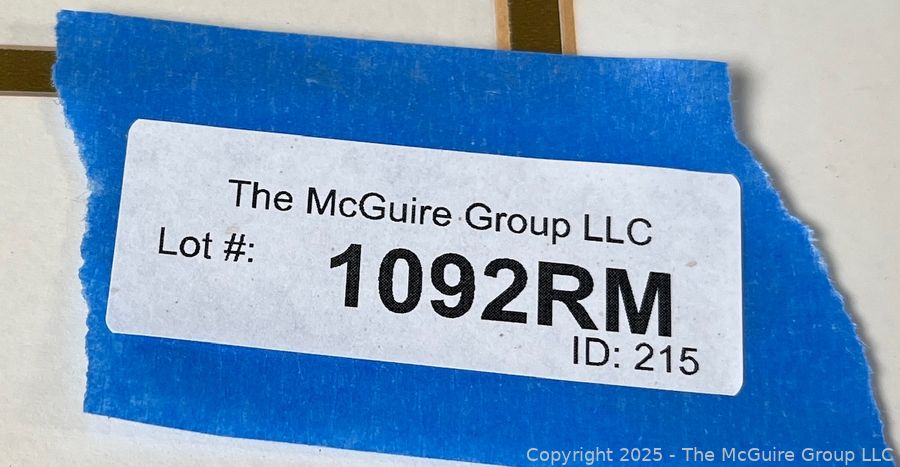 The McGuire Group LLC
Lot #: 1092RM
ID: 215
Copyright 2025 - The McGuire Group LLC